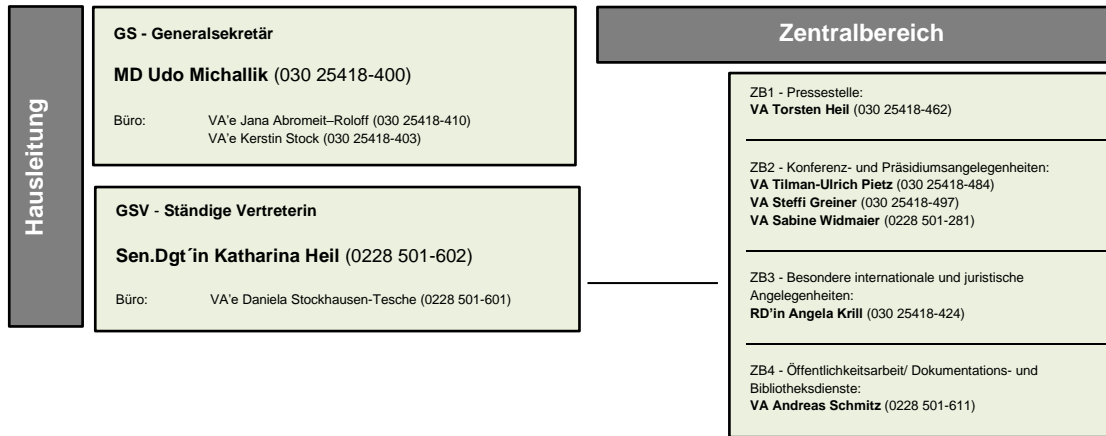 Hausleitung
GS - Generalsekretär
MD Udo Michallik (030 25418-400)
Büro: VA'e Jana Abromeit–Roloff (030 25418-410)
VA'e Kerstin Stock (030 25418-403)
GSV - Ständige Vertreterin
Sen.Dgt´in Katharina Heil (0228 501-602)
Büro: VA'e Daniela Stockhausen-Tesche (0228 501-601)
Zentralbereich
ZB1 - Pressestelle:
VA Torsten Heil (030 25418-462)
ZB2 - Konferenz- und Präsidiumsangelegenheiten:
VA Tilman-Ulrich Pietz (030 25418-484)
VA Steffi Greiner (030 25418-497)
VA Sabine Widmaier (0228 501-281)
ZB3 - Besondere internationale und juristische
Angelegenheiten:
RD'in Angela Krill (030 25418-424)
ZB4 - Öffentlichkeitsarbeit/ Dokumentations- und
Bibliotheksdienste:
VA Andreas Schmitz (0228 501-611)